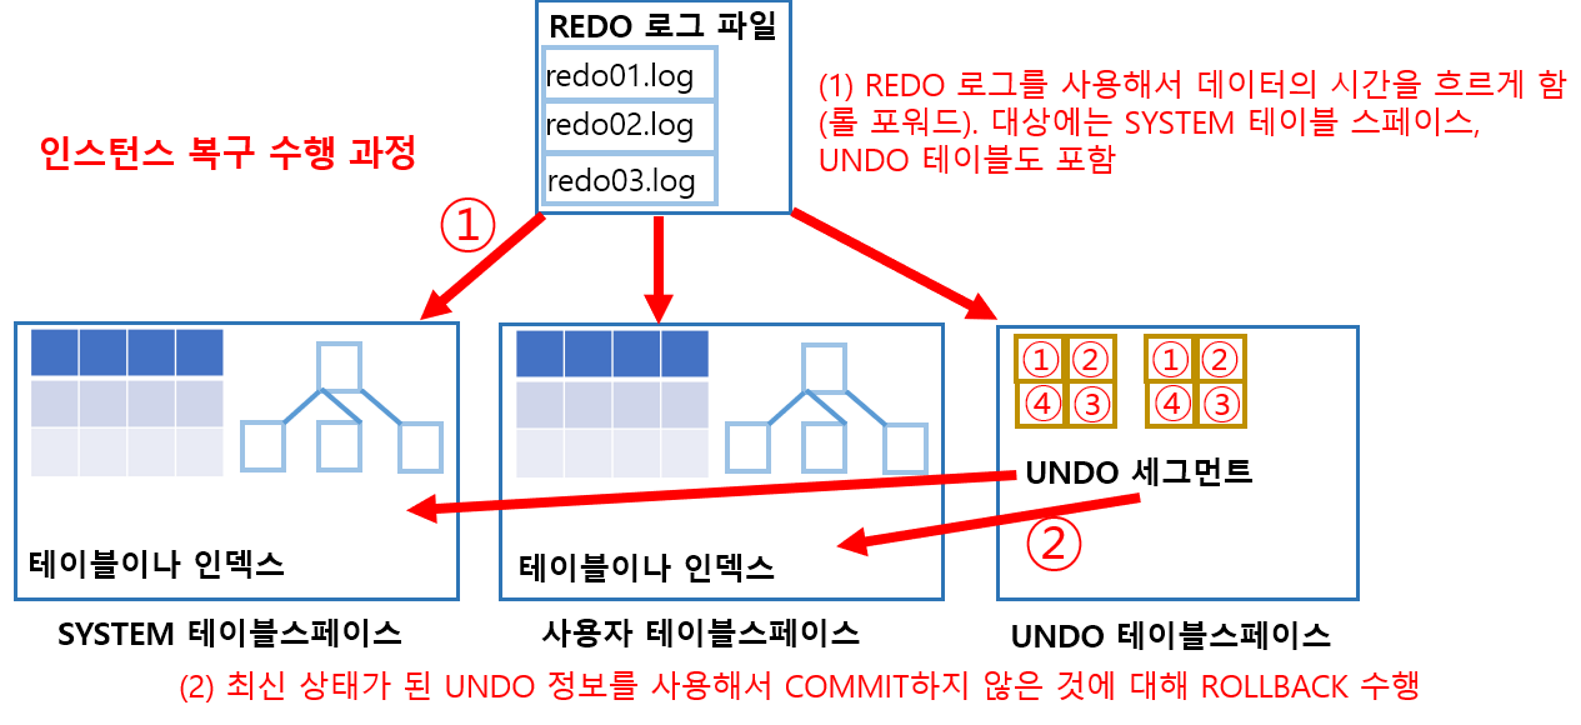 REDO 로그 파일
redo01.log
redo02.log
redo03.log
(1) REDO 로그를 사용해서 데이터의 시간을 흐르게 함
(롤 포워드). 대상에는 SYSTEM 테이블 스페이스,
UNDO 테이블도 포함
인스턴스 복구 수행 과정
①
① ② ① ②
④ ③ ④ ③
UNDO 세그먼트
②
테이블이나 인덱스
테이블이나 인덱스
SYSTEM 테이블스페이스
사용자 테이블스페이스
UNDO 테이블스페이스
(2) 최신 상태가 된 UNDO 정보를 사용해서 COMMIT하지 않은 것에 대해 ROLLBACK 수행